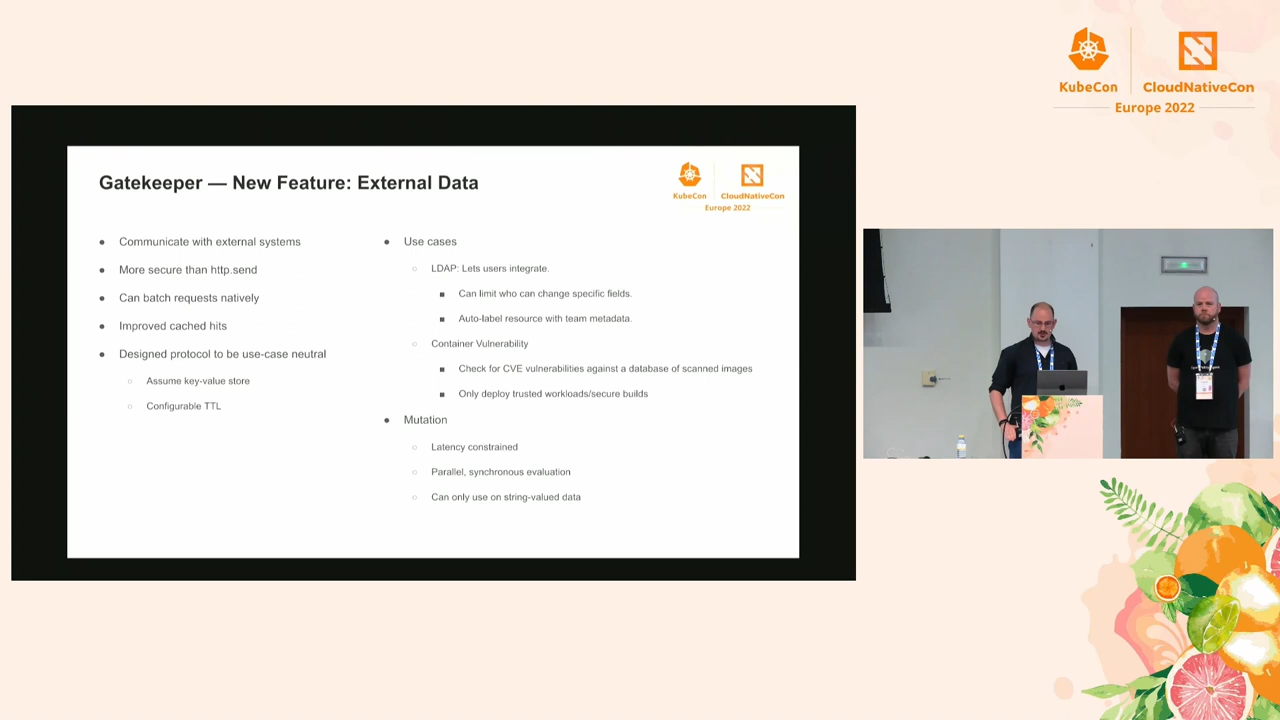 KubeCon
CloudNativeCon
Europe 2022
Gatekeeper — New Feature: External Data
KubeCon
CloudNativeCon
Europe 2022
Communicate with external systems
More secure than http.send
Can batch requests natively
Improved cached hits
Designed protocol to be use-case neutral
Assume key-value store
Configurable TTL
Use cases
LDAP: Lets users integrate.
Can limit who can change specific fields.
Auto-label resource with team metadata.
Container Vulnerability
Check for CVE vulnerabilities against a database of scanned images
Only deploy trusted workloads/secure builds
Mutation
Latency constrained
Parallel, synchronous evaluation
Can only use on string-valued data